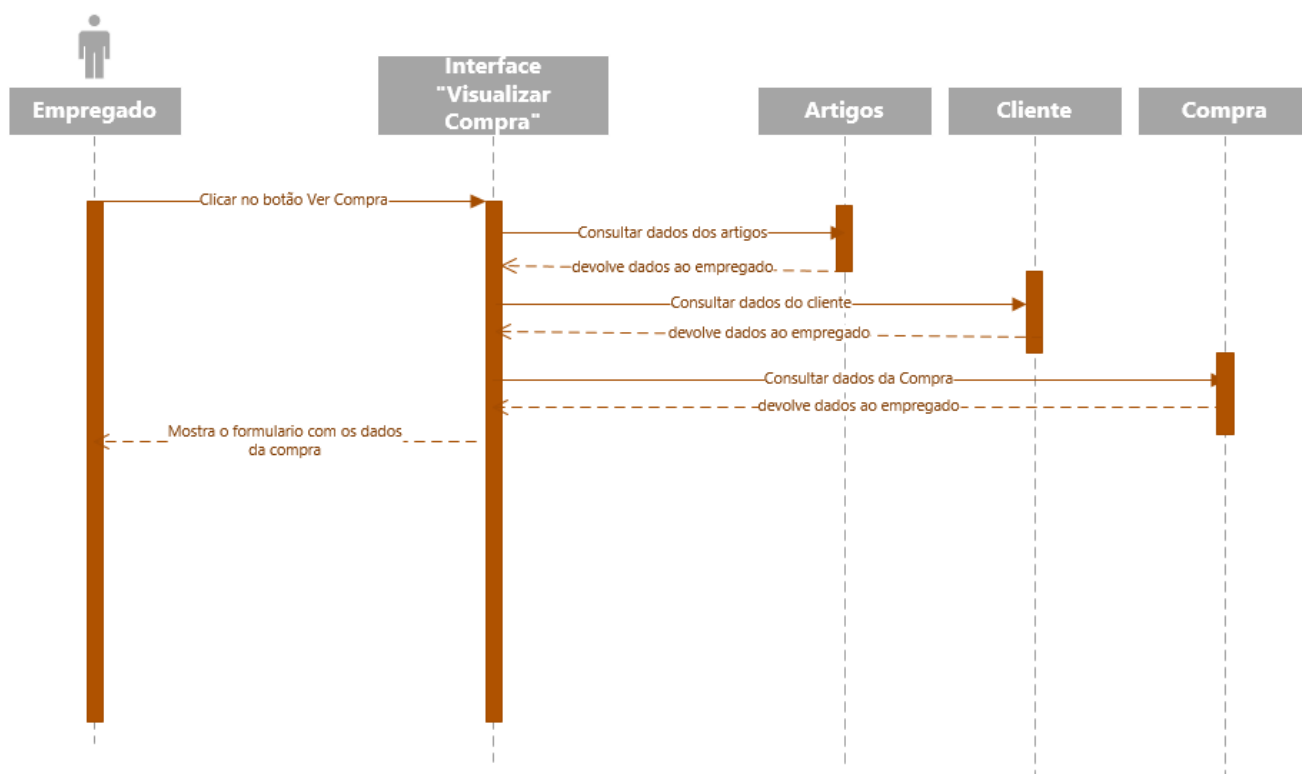 Empregado
Interface
"Visualizar
Compra"
Artigos
Cliente
Compra
Clicar no botão Ver Compra
Consultar dados dos artigos
devolve dados ao empregado
Consultar dados do cliente
devolve dados ao empregado
Consultar dados da Compra
devolve dados ao empregado
Mostra o formulario com os dados
da compra